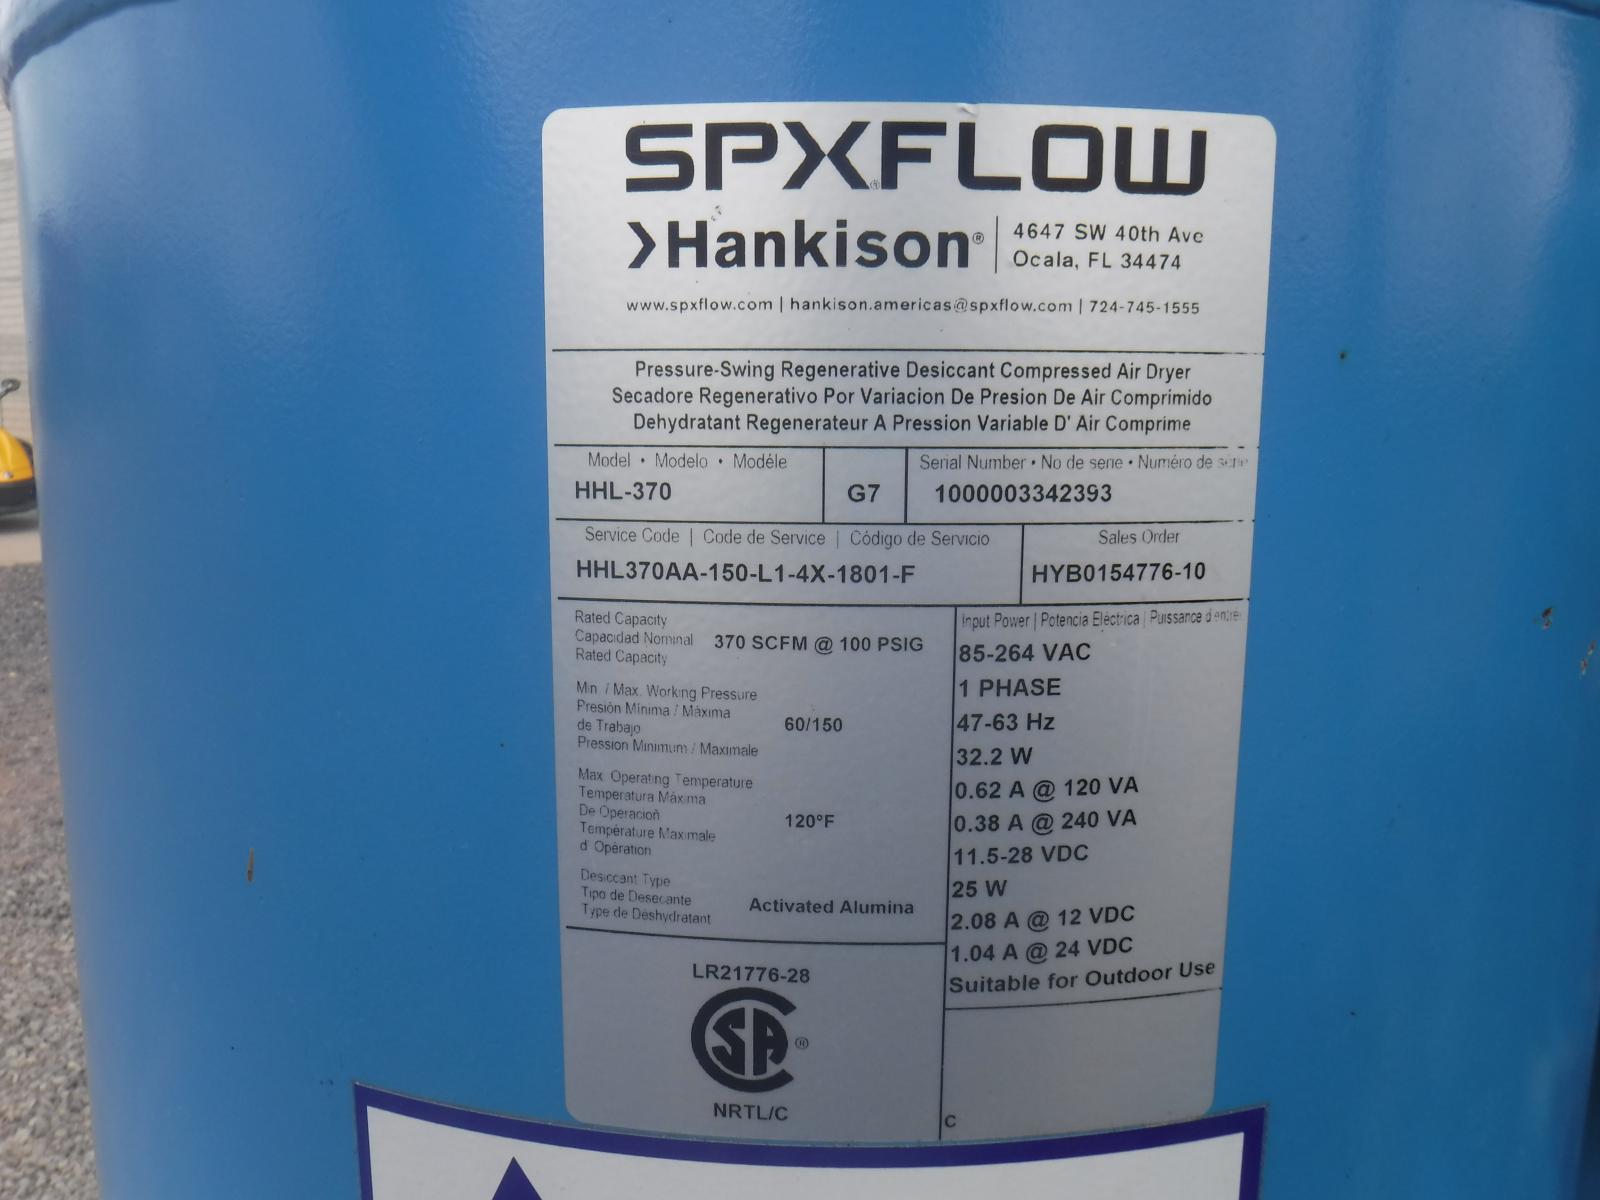 SPXFLOW
Hankison®
4647 SW 40th Ave
Ocala, FL 34474
www.spxflow.com | hankison.americas@spxflow.com | 724-745-1555
Pressure-Swing Regenerative Desiccant Compressed Air Dryer
Secadore Regenerativo Por Variacion De Presion De Air Comprimido
Dehydratant Regenerateur A Pression Variable D' Air Comprime
Model • Modelo • Modéle
HHL-370
G7
Serial Number • No de serie • Numéro de série
1000003342393
Service Code | Code de Service | Código de Servicio
HHL370AA-150-L1-4X-1801-F
Sales Order
HYB0154776-10
Rated Capacity
Capacidad Nominal
Rated Capacity
370 SCFM @ 100 PSIG
Min / Max. Working Pressure
Presión Mínima / Máxima
de Trabajo
Pression Minimum / Maximale
60/150
Max Operating Temperature
Temperatura Máxima
De Operacioń
Température Maximale
d' Opération
120°F
Desiccant Type
Tipo de Desecante
Type de Déshydratant
Activated Alumina
Input Power | Potencia Eléctrica | Puissance d'entrée
85-264 VAC
1 PHASE
47-63 Hz
32.2 W
0.62 A @ 120 VA
0.38 A @ 240 VA
11.5-28 VDC
25 W
2.08 A @ 12 VDC
1.04 A @ 24 VDC
Suitable for Outdoor Use
LR21776-28
SA ®
NRTL/C
C